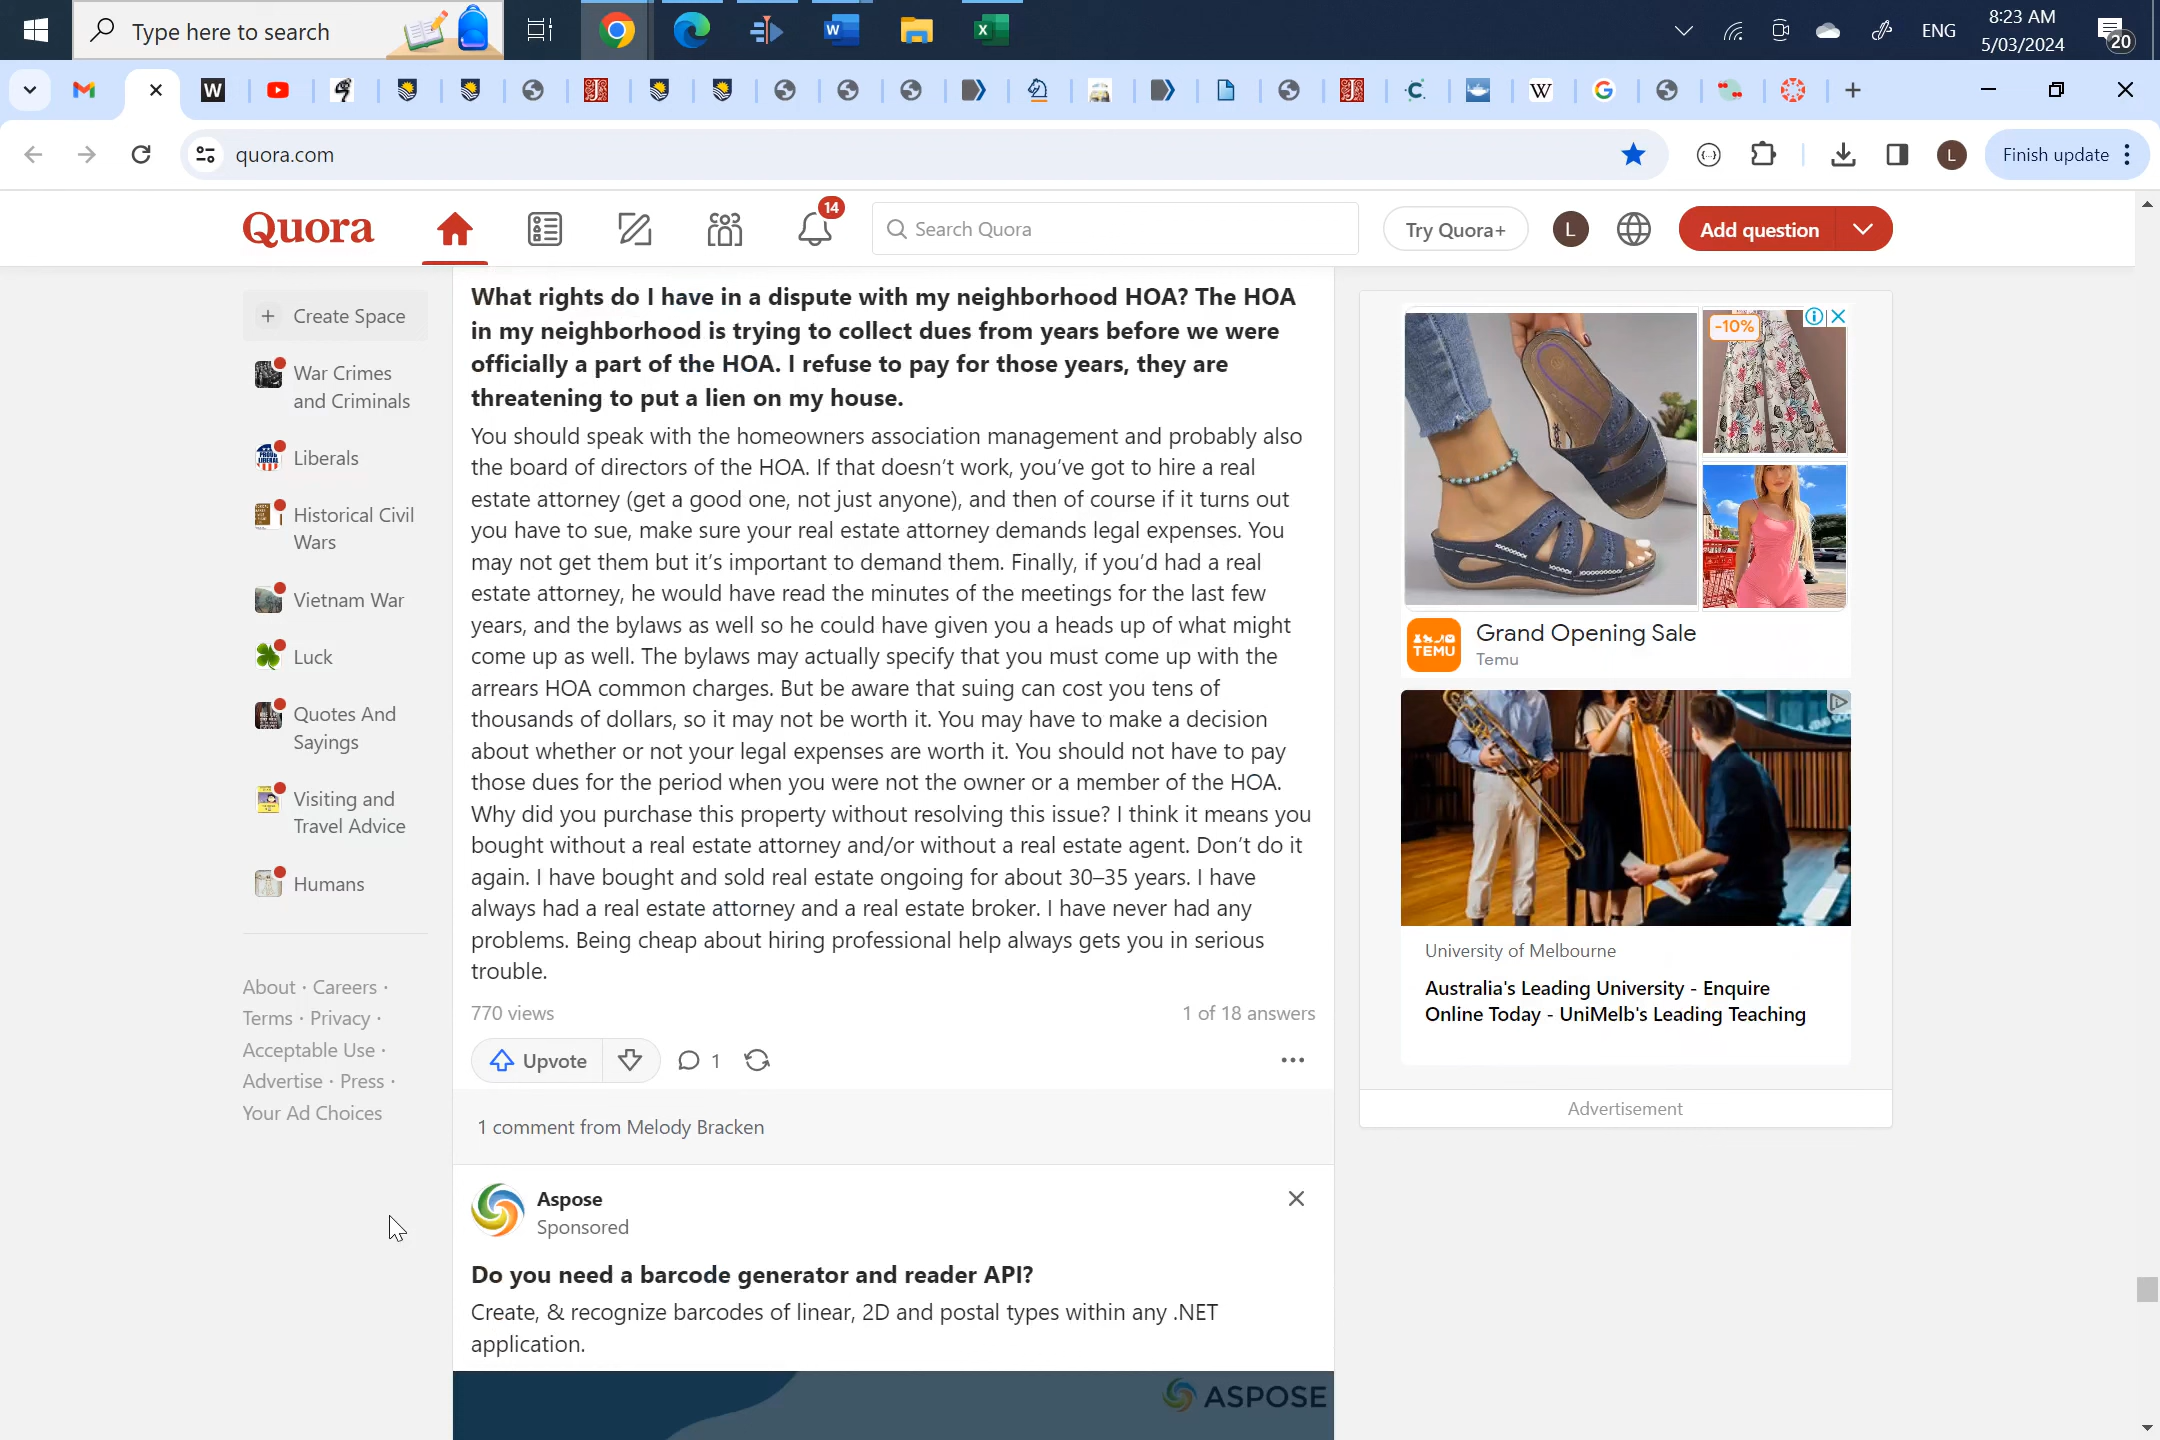 Type here to search
ENG
8:23 AM
5/03/2024
20
quora.com
L
Finish update
Quora
14
Search Quora
Try Quora+
L
Add question
Create Space
War Crimes
and Criminals
Liberals
Historical Civil
Wars
Vietnam War
Luck
Quotes And
Sayings
Visiting and
Travel Advice
Humans
About · Careers ·
Terms · Privacy ·
Acceptable Use ·
Advertise · Press ·
Your Ad Choices
What rights do I have in a dispute with my neighborhood HOA? The HOA
in my neighborhood is trying to collect dues from years before we were
officially a part of the HOA. I refuse to pay for those years, they are
threatening to put a lien on my house.
You should speak with the homeowners association management and probably also
the board of directors of the HOA. If that doesn’t work, you’ve got to hire a real
estate attorney (get a good one, not just anyone), and then of course if it turns out
you have to sue, make sure your real estate attorney demands legal expenses. You
may not get them but it’s important to demand them. Finally, if you’d had a real
estate attorney, he would have read the minutes of the meetings for the last few
years, and the bylaws as well so he could have given you a heads up of what might
come up as well. The bylaws may actually specify that you must come up with the
arrears HOA common charges. But be aware that suing can cost you tens of
thousands of dollars, so it may not be worth it. You may have to make a decision
about whether or not your legal expenses are worth it. You should not have to pay
those dues for the period when you were not the owner or a member of the HOA.
Why did you purchase this property without resolving this issue? I think it means you
bought without a real estate attorney and/or without a real estate agent. Don’t do it
again. I have bought and sold real estate ongoing for about 30–35 years. I have
always had a real estate attorney and a real estate broker. I have never had any
problems. Being cheap about hiring professional help always gets you in serious
trouble.
770 views
1 of 18 answers
Upvote
1
1 comment from Melody Bracken
Aspose
Sponsored
Do you need a barcode generator and reader API?
Create, & recognize barcodes of linear, 2D and postal types within any .NET
application.
ASPOSE
-10%
TEMU
Grand Opening Sale
Temu
University of Melbourne
Australia's Leading University - Enquire
Online Today - UniMelb's Leading Teaching
Advertisement